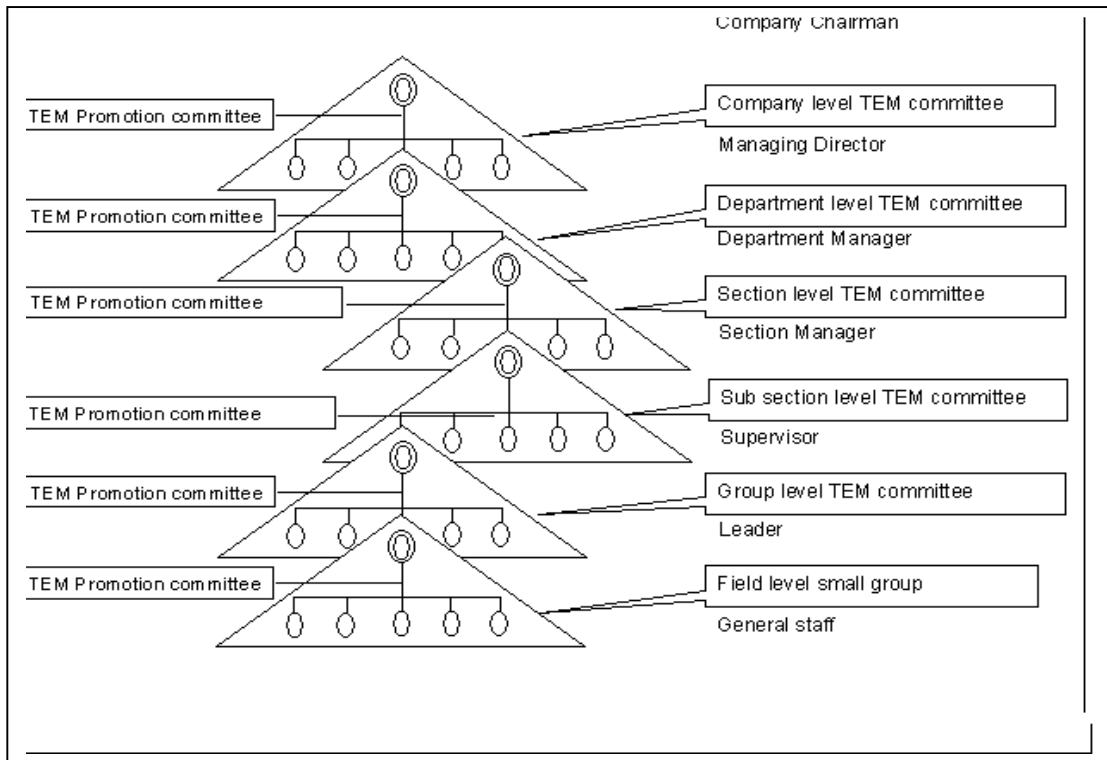 Company Chairman
TEM Promotion committee
Company level TEM committee
Managing Director
TEM Promotion committee
Department level TEM committee
Department Manager
TEM Promotion committee
Section level TEM committee
Section Manager
TEM Promotion committee
Sub section level TEM committee
Supervisor
TEM Promotion committee
Group level TEM committee
Leader
TEM Promotion committee
Field level small group
General staff